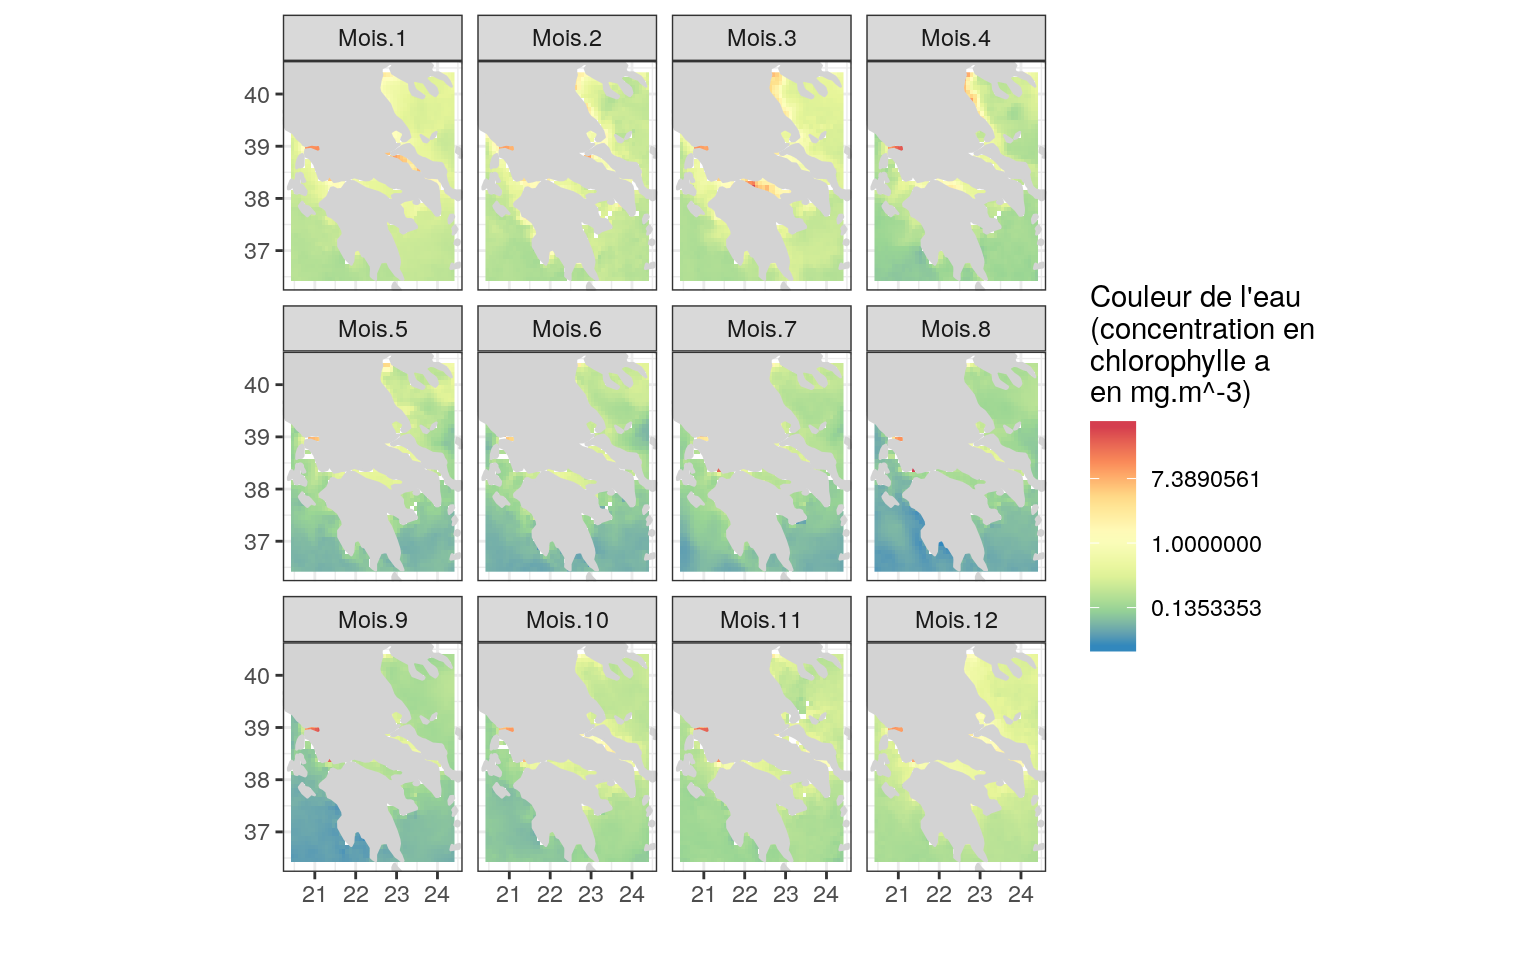 Mois.1 Mois.2 Mois.3 Mois.4
40
39
38
37
Mois.5 Mois.6 Mois.7 Mois.8
40
39
38
37
Mois.9 Mois.10 Mois.11 Mois.12
40
39
38
37
21 22 23 24 21 22 23 24 21 22 23 24 21 22 23 24
Couleur de l'eau
(concentration en
chlorophylle a
en mg.m^-3)
7.3890561
1.0000000
0.1353353